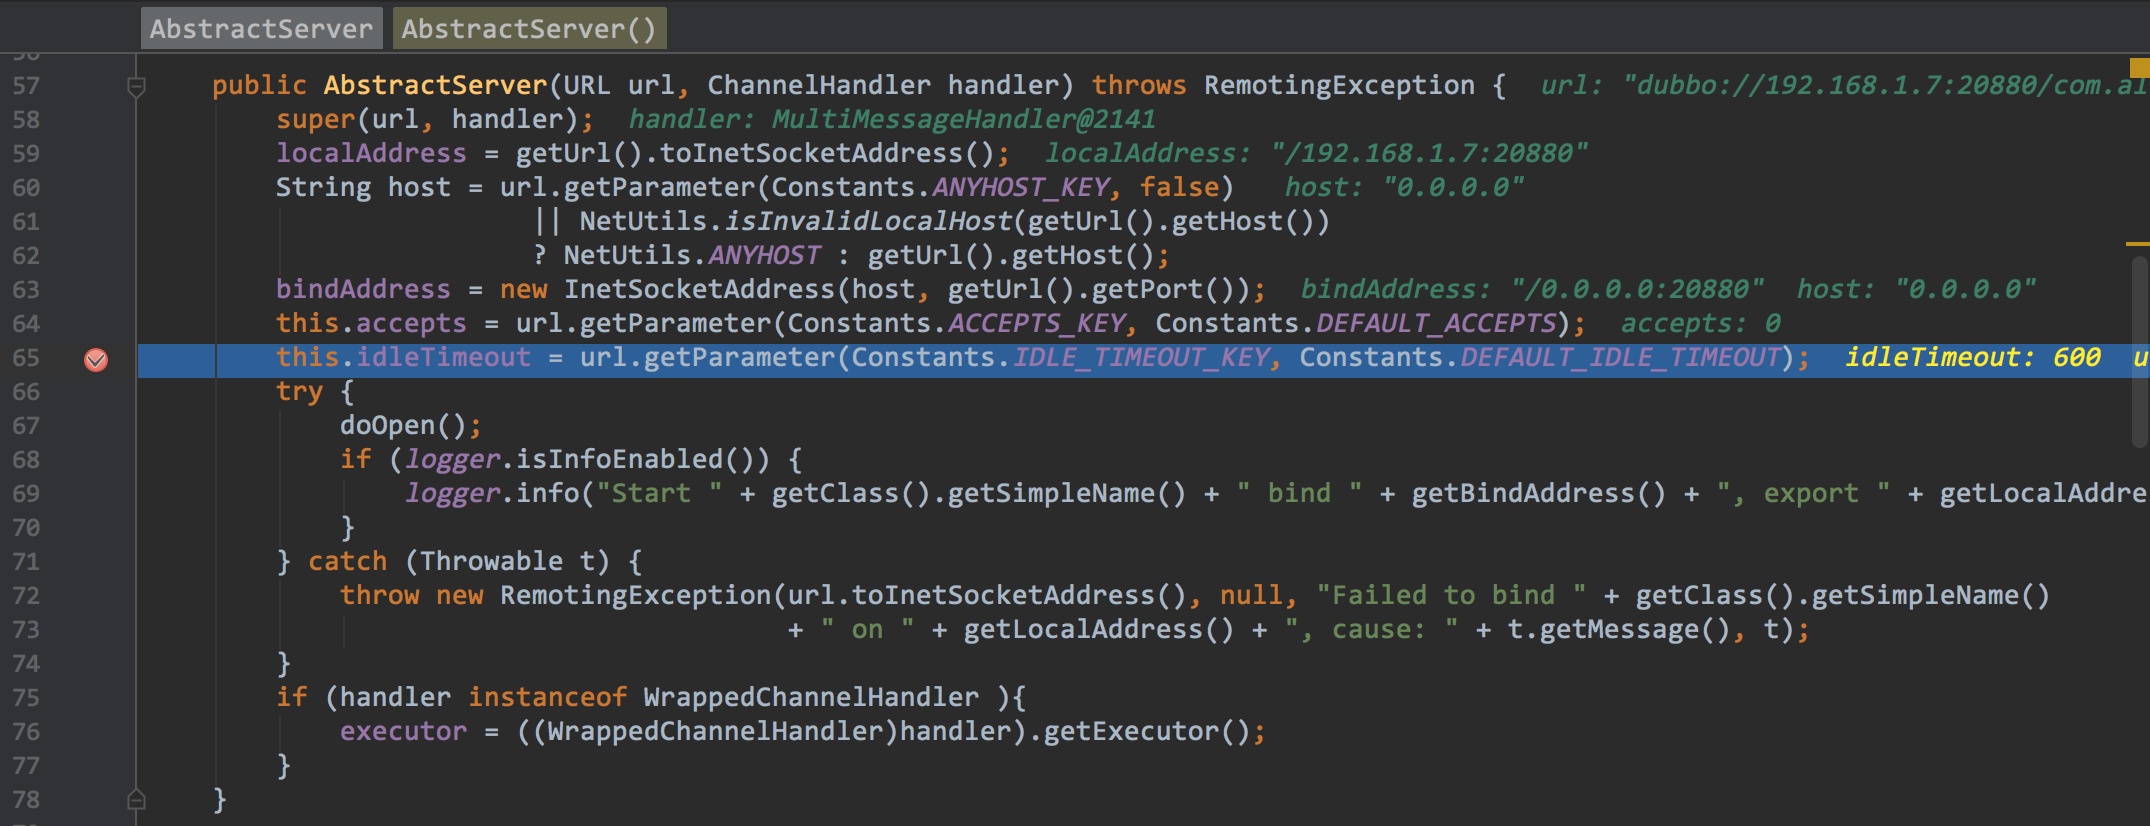 AbstractServer AbstractServer()
57 public AbstractServer(URL url, ChannelHandler handler) throws RemotingException { url: "dubbo://192.168.1.7:20880/com.al
58 super(url, handler); handler: MultiMessageHandler@2141
59 localAddress = getUrl().toInetSocketAddress(); localAddress: "/192.168.1.7:20880"
60 String host = url.getParameter(Constants.ANYHOST_KEY, false) host: "0.0.0.0"
61 || NetUtils.isInvalidLocalHost(getUrl().getHost())
62 ? NetUtils.ANYHOST : getUrl().getHost();
63 bindAddress = new InetSocketAddress(host, getUrl().getPort()); bindAddress: "/0.0.0.0:20880" host: "0.0.0.0"
64 this.accepts = url.getParameter(Constants.ACCEPTS_KEY, Constants.DEFAULT_ACCEPTS); accepts: 0
65 this.idleTimeout = url.getParameter(Constants.IDLE_TIMEOUT_KEY, Constants.DEFAULT_IDLE_TIMEOUT); idleTimeout: 600 u
66 try {
67 doOpen();
68 if (logger.isInfoEnabled()) {
69 logger.info("Start " + getClass().getSimpleName() + " bind " + getBindAddress() + ", export " + getLocalAddre
70 }
71 } catch (Throwable t) {
72 throw new RemotingException(url.toInetSocketAddress(), null, "Failed to bind " + getClass().getSimpleName()
73 + " on " + getLocalAddress() + ", cause: " + t.getMessage(), t);
74 }
75 if (handler instanceof WrappedChannelHandler ){
76 executor = ((WrappedChannelHandler)handler).getExecutor();
77 }
78 }